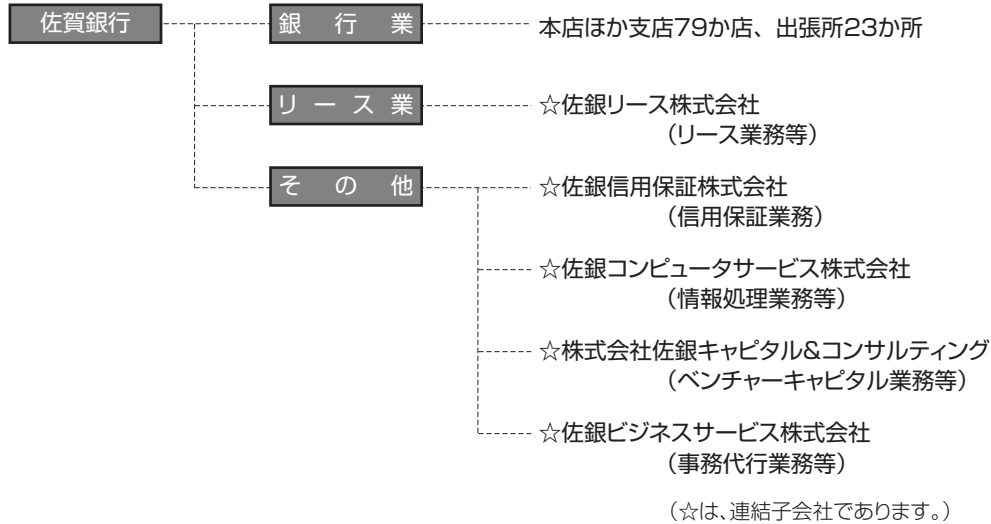 佐賀銀行
銀行業
本店ほか支店79か店、出張所23か所
リース業
☆佐銀リース株式会社
（リース業務等）
その他
☆佐銀信用保証株式会社
（信用保証業務）
☆佐銀コンピュータサービス株式会社
（情報処理業務等）
☆株式会社佐銀キャピタル&コンサルティング
（ベンチャーキャピタル業務等）
☆佐銀ビジネスサービス株式会社
（事務代行業務等）
（☆は、連結子会社であります。）